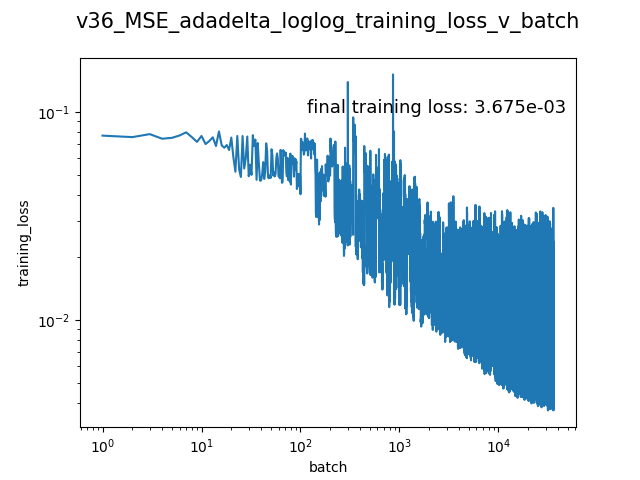 v36_MSE_adadelta_loglog_training_loss_v_batch
final training loss: 3.675e-03
10⁻¹
10⁻²
training_loss
10⁰ 10¹ 10² 10³ 10⁴
batch